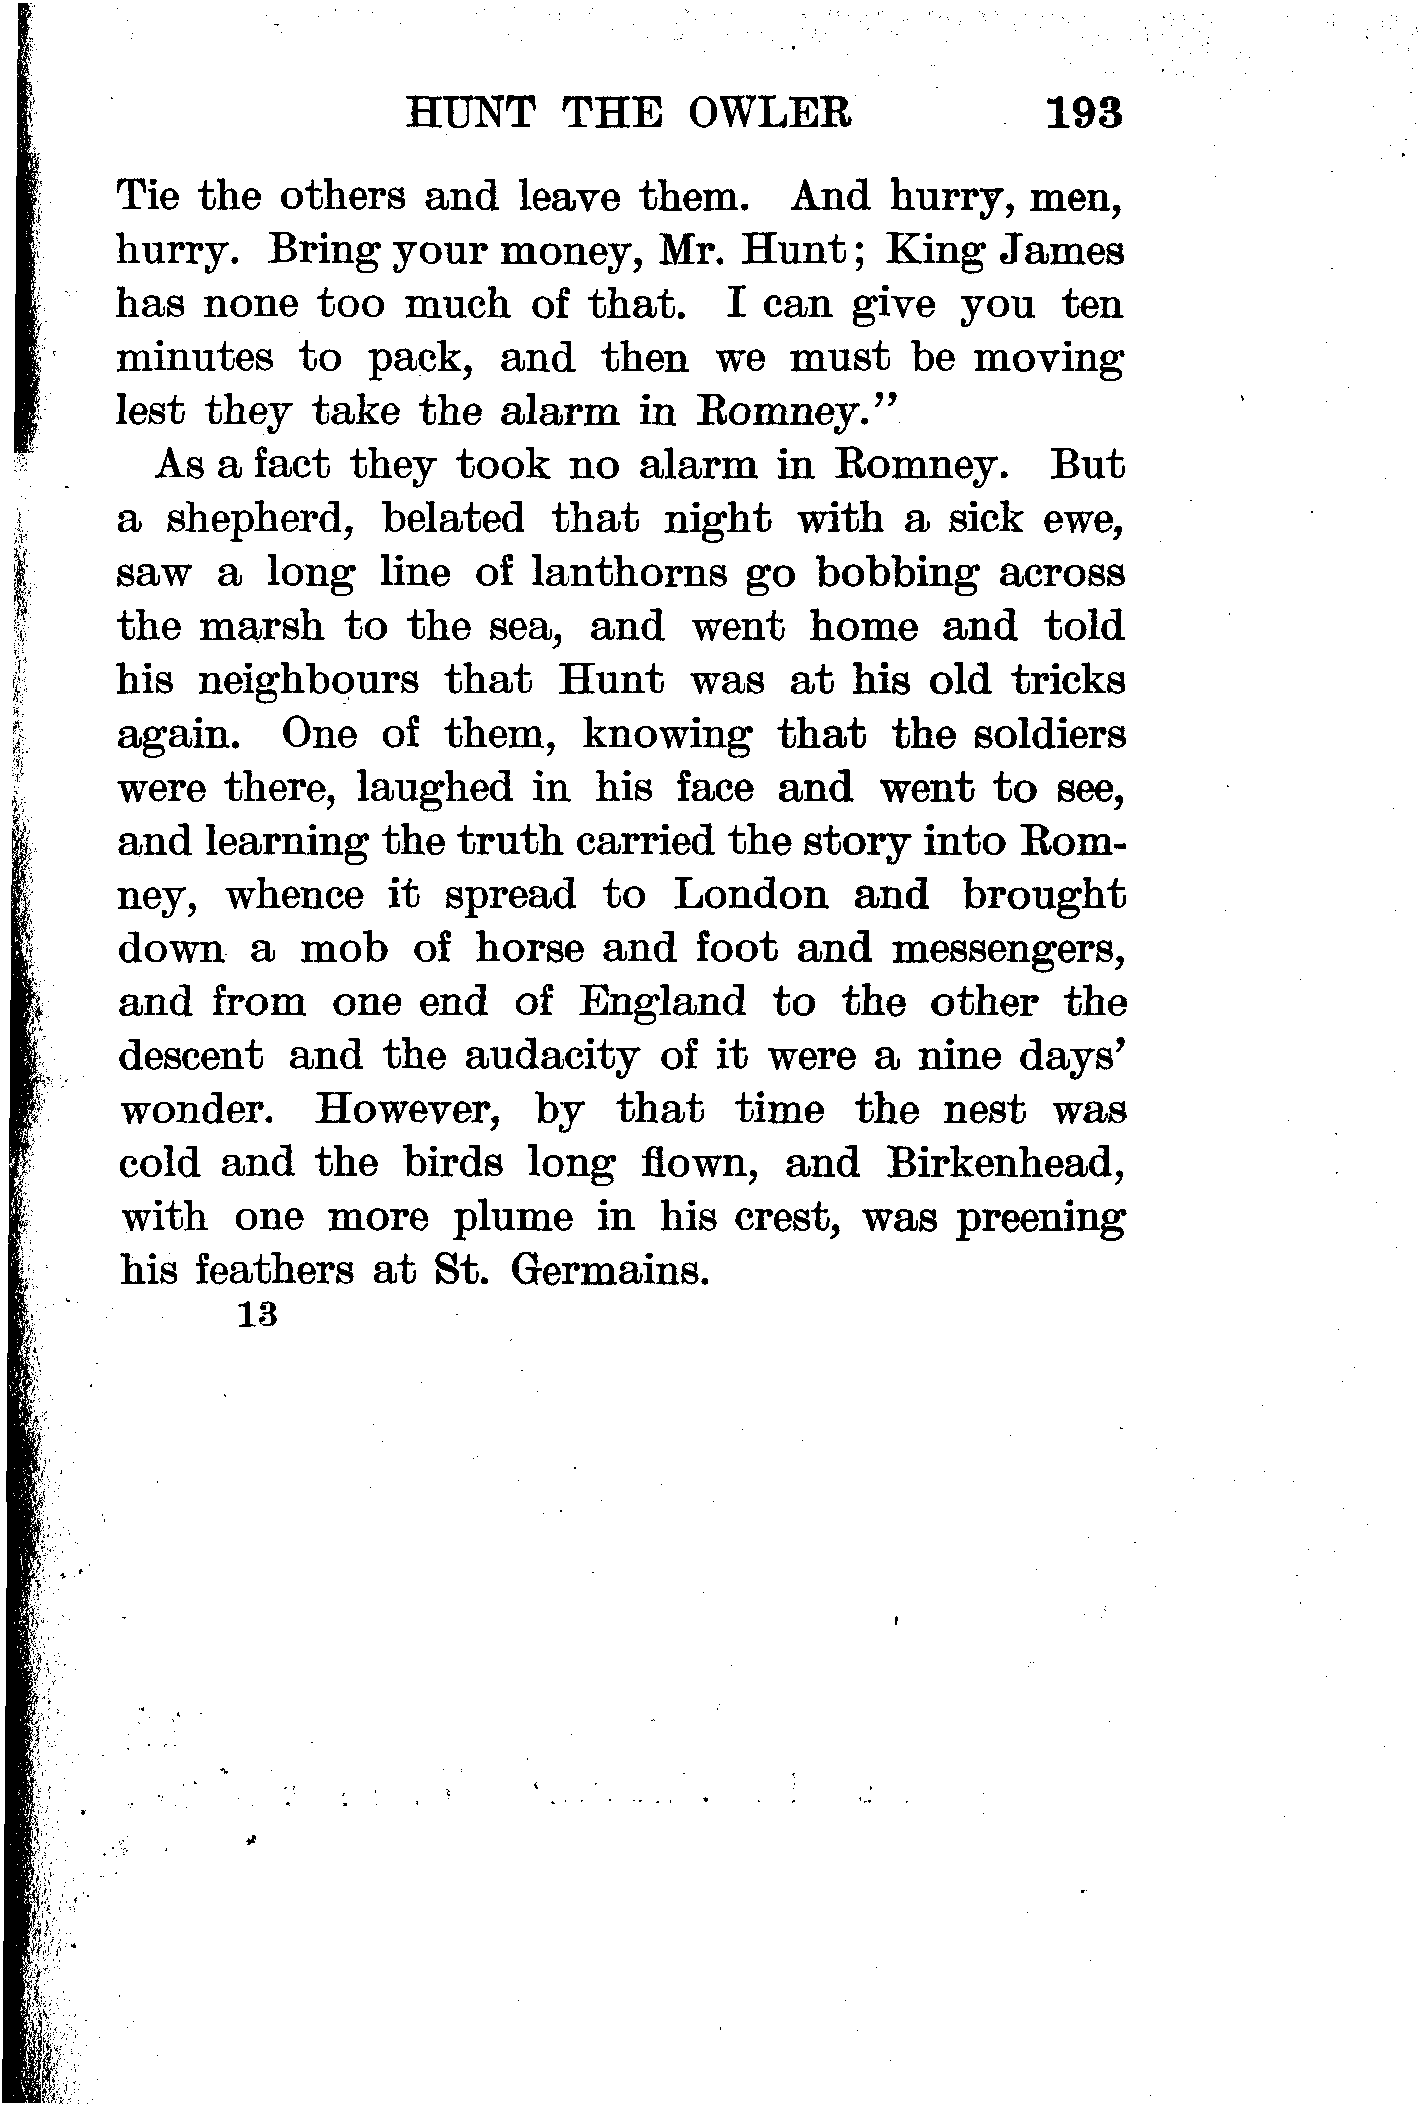 HUNT THE OWLER 193
Tie the others and leave them. And hurry, men,
hurry. Bring your money, Mr. Hunt; King James
has none too much of that. I can give you ten
minutes to pack, and then we must be moving
lest they take the alarm in Romney.”
As a fact they took no alarm in Romney. But
a shepherd, belated that night with a sick ewe,
saw a long line of lanthorns go bobbing across
the marsh to the sea, and went home and told
his neighbours that Hunt was at his old tricks
again. One of them, knowing that the soldiers
were there, laughed in his face and went to see,
and learning the truth carried the story into Rom-
ney, whence it spread to London and brought
down a mob of horse and foot and messengers,
and from one end of England to the other the
descent and the audacity of it were a nine days’
wonder. However, by that time the nest was
cold and the birds long flown, and Birkenhead,
with one more plume in his crest, was preening
his feathers at St. Germains.
13